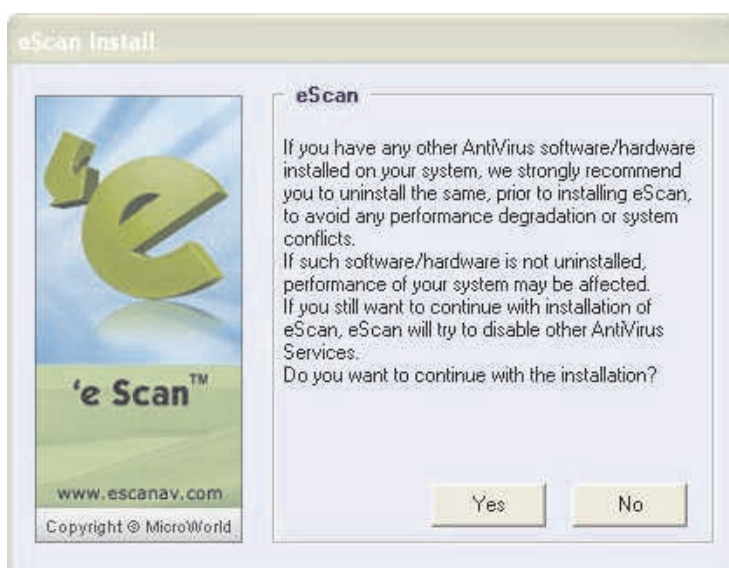 eScan Install
eScan
If you have any other AntiVirus software/hardware
installed on your system, we strongly recommend
you to uninstall the same, prior to installing eScan,
to avoid any performance degradation or system
conflicts.
If such software/hardware is not uninstalled,
performance of your system may be affected.
If you still want to continue with installation of
eScan, eScan will try to disable other AntiVirus
Services.
Do you want to continue with the installation?
‘e
‘e Scan™
www.escanav.com
Copyright © MicroWorld
Yes
No